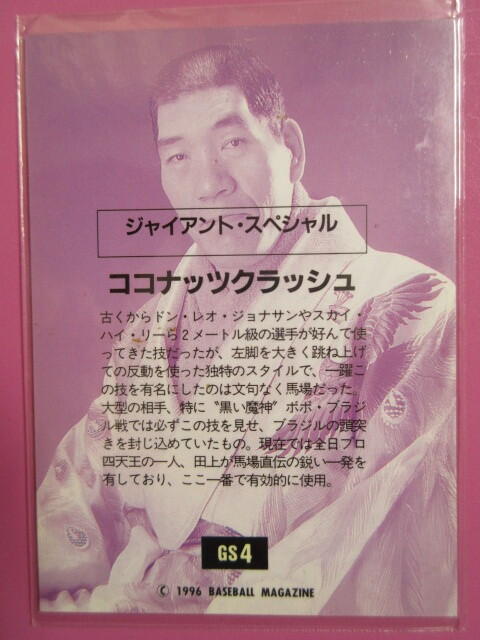 ジャイアント・スペシャル
ココナッツクラッシュ
古くからドン・レオ・ジョナサンやスカイ・
ハイ・リーら２メートル級の選手が好んで使
ってきた技だったが、左脚を大きく跳ね上げ
ての反動を使った独特のスタイルで、一躍こ
の技を有名にしたのは文句なく馬場だった。
大型の相手、特に〝黒い魔神〟ボボ・ブラジ
ル戦では必ずこの技を見せ、ブラジルの頭突
きを封じ込めていたもの。現在では全日プロ
四天王の一人、田上が馬場直伝の鋭い一発を
有しており、ここ一番で有効的に使用。
GS4
© 1996 BASEBALL MAGAZINE